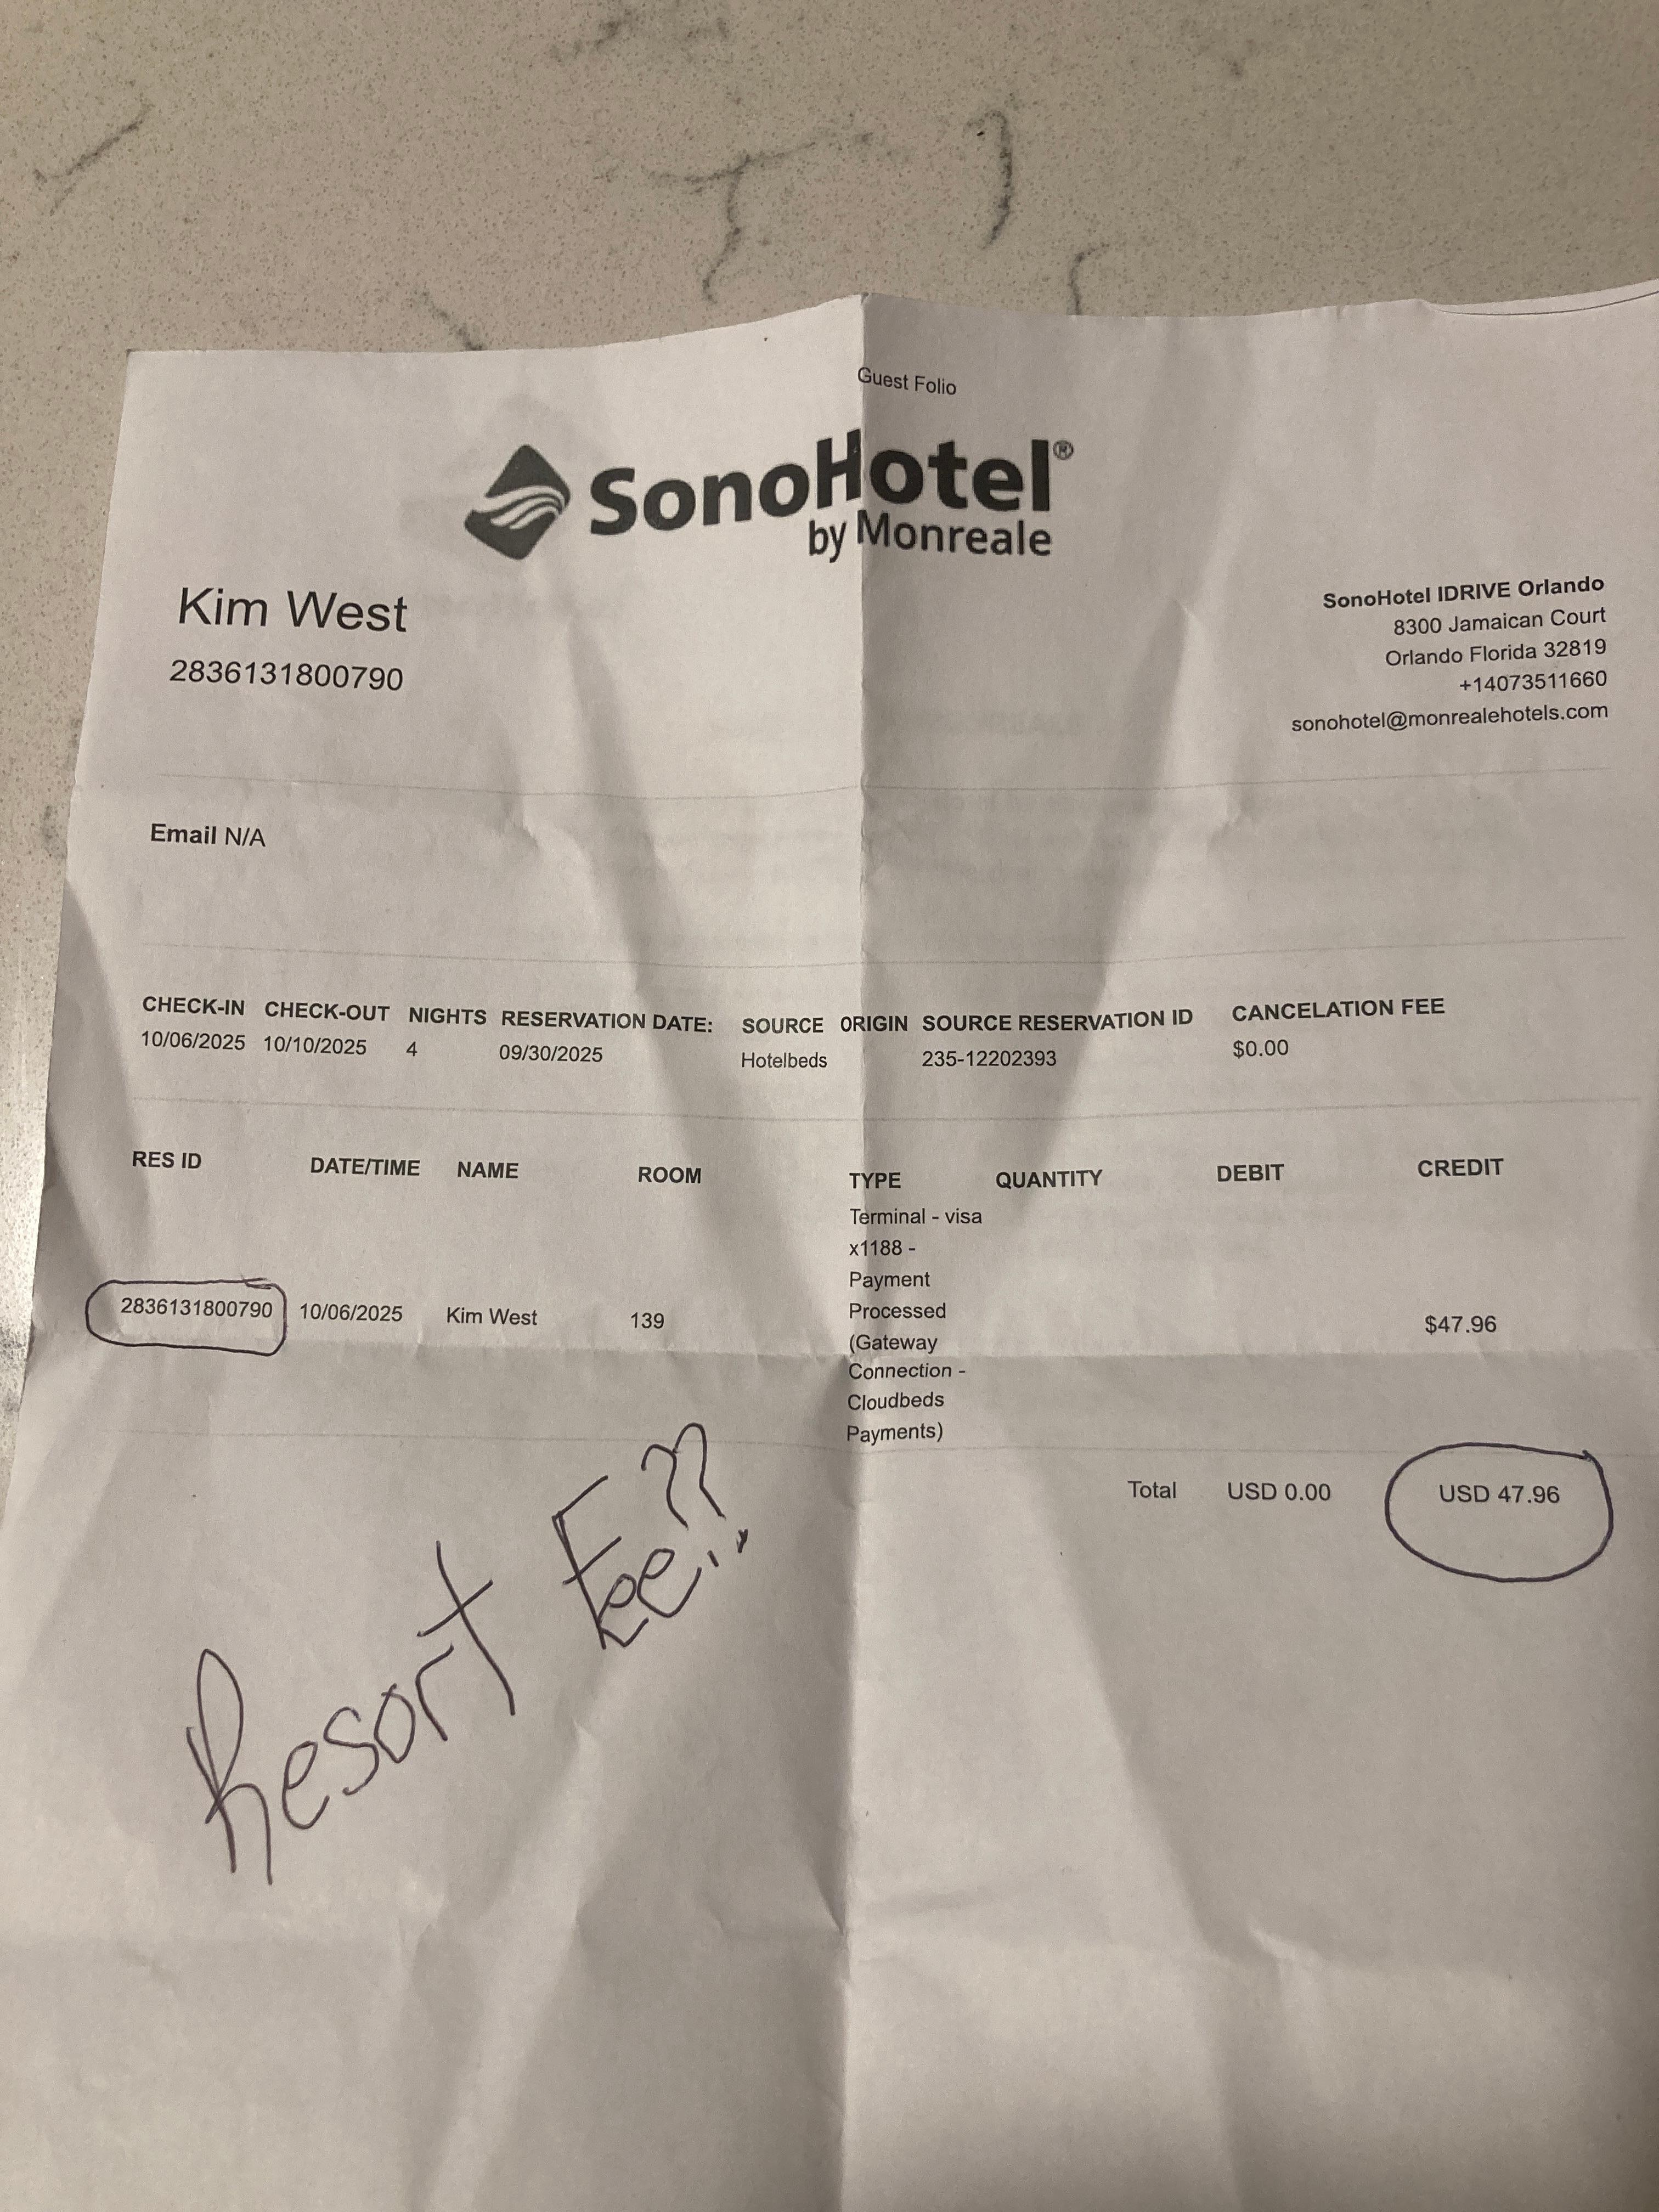 Guest Folio
SonoHotel®
by Monreale
Kim West
2836131800790
SonoHotel IDRIVE Orlando
8300 Jamaican Court
Orlando Florida 32819
+14073511660
sonohotel@monrealehotels.com
Email N/A
CHECK-IN CHECK-OUT NIGHTS RESERVATION DATE: SOURCE ORIGIN SOURCE RESERVATION ID CANCELATION FEE
10/06/2025 10/10/2025 4 09/30/2025 Hotelbeds 235-12202393 $0.00
RES ID DATE/TIME NAME ROOM TYPE QUANTITY DEBIT CREDIT
Terminal - visa
x1188 -
Payment
2836131800790 10/06/2025 Kim West 139 Processed $47.96
(Gateway
Connection -
Cloudbeds
Payments)
Total USD 0.00 USD 47.96
Resort Fee??